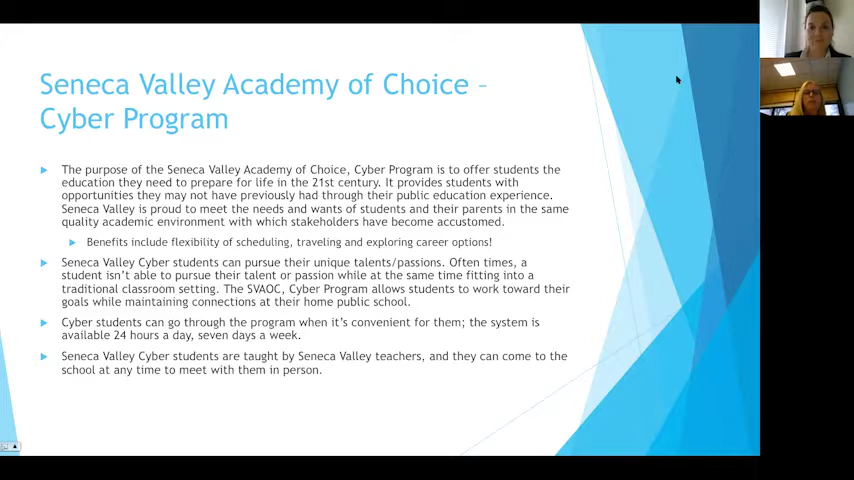 Seneca Valley Academy of Choice –
Cyber Program
The purpose of the Seneca Valley Academy of Choice, Cyber Program is to offer students the
education they need to prepare for life in the 21st century. It provides students with
opportunities they may not have previously had through their public education experience.
Seneca Valley is proud to meet the needs and wants of students and their parents in the same
quality academic environment with which stakeholders have become accustomed.
Benefits include flexibility of scheduling, traveling and exploring career options!
Seneca Valley Cyber students can pursue their unique talents/passions. Often times, a
student isn't able to pursue their talent or passion while at the same time fitting into a
traditional classroom setting. The SVAOC, Cyber Program allows students to work toward their
goals while maintaining connections at their home public school.
Cyber students can go through the program when it's convenient for them; the system is
available 24 hours a day, seven days a week.
Seneca Valley Cyber students are taught by Seneca Valley teachers, and they can come to the
school at any time to meet with them in person.